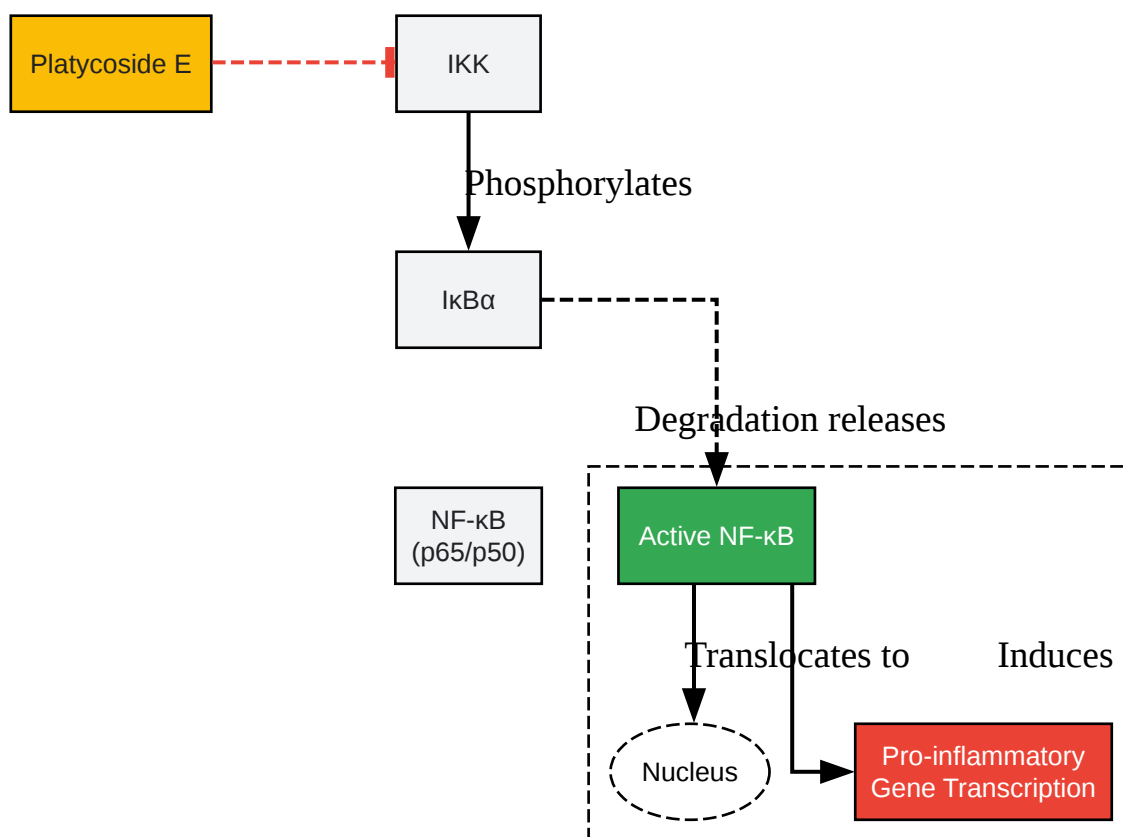 Platycoside E
IKK
Phosphorylates
IκBα
Degradation releases
NF-κB
(p65/p50)
Active NF-κB
Translocates to
Induces
Nucleus
Pro-inflammatory
Gene Transcription